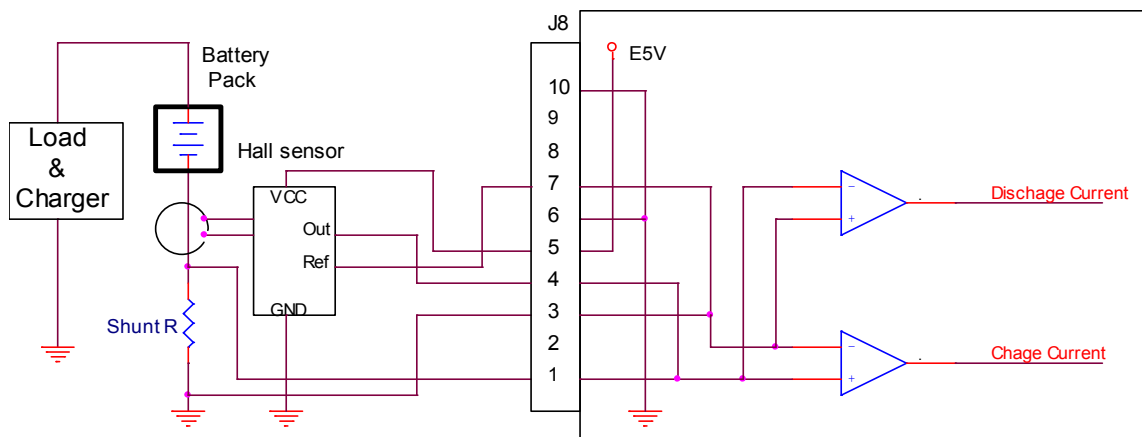 J8
E5V
Battery
Pack
Load
&
Charger
Hall sensor
VCC
Out
Ref
GND
Shunt R
10
9
8
7
6
5
4
3
2
1
−
+
Dischage Current
−
+
Chage Current